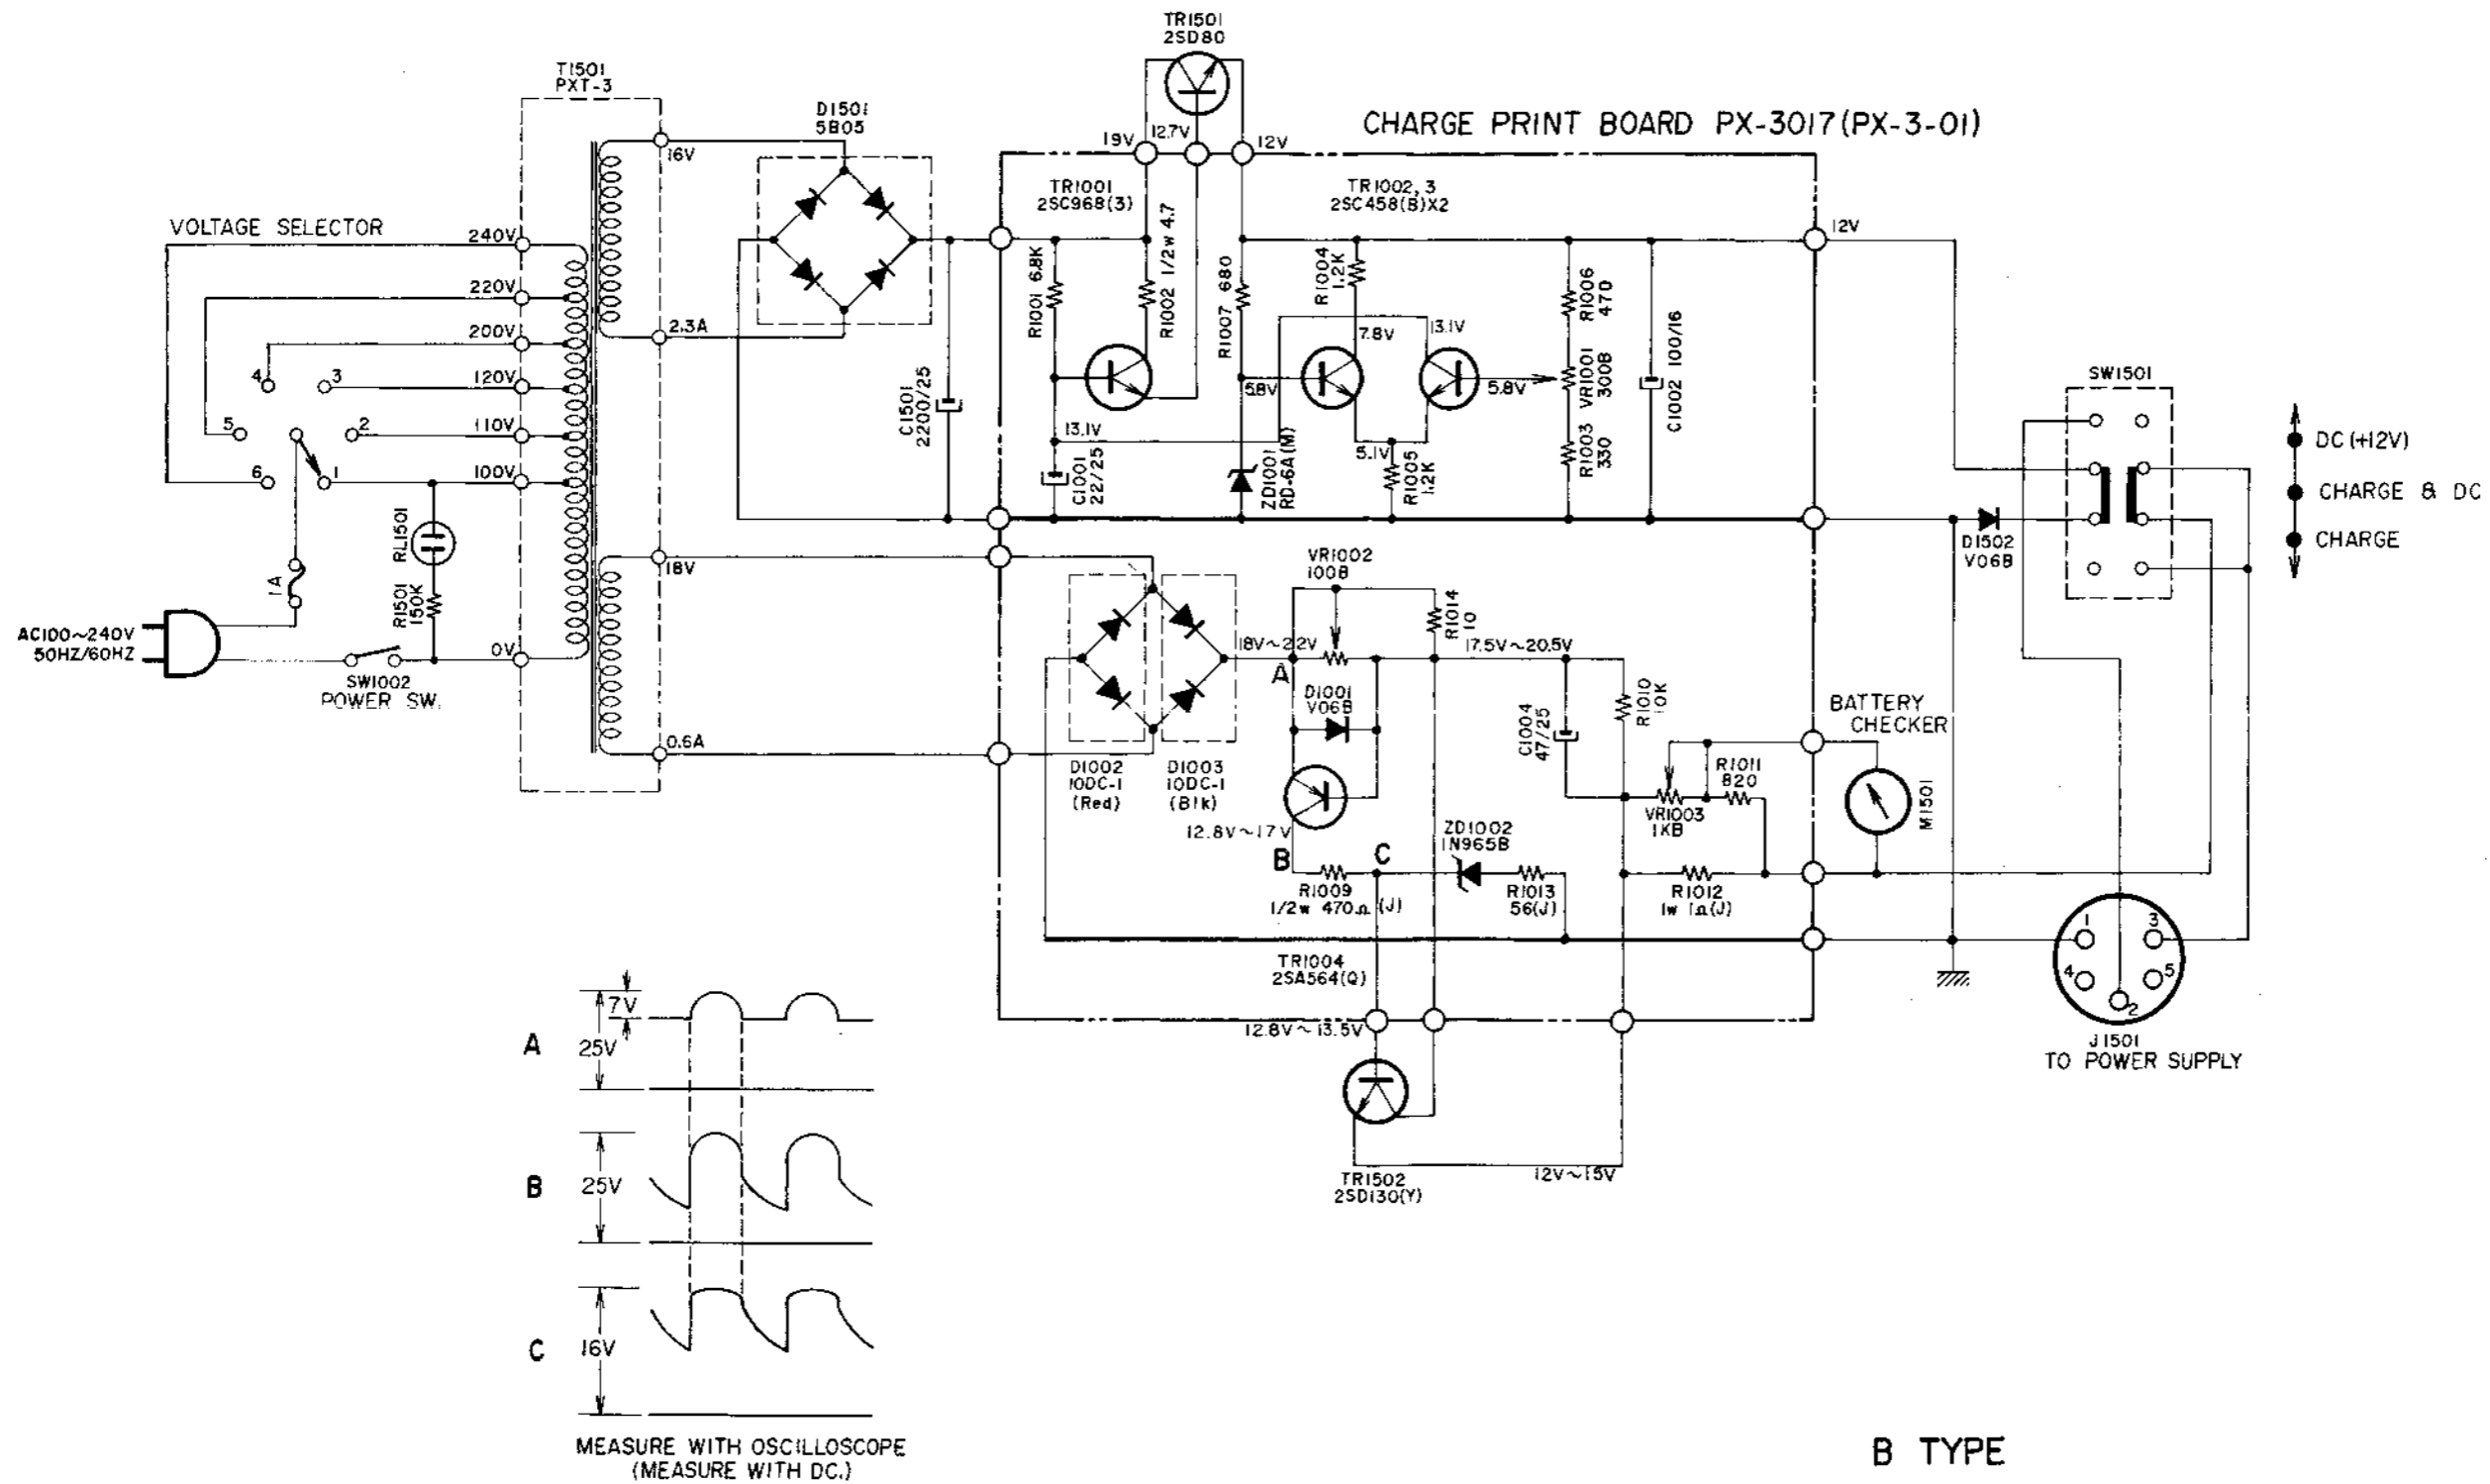 TR1501
2SD80
T1501
PXT-3
D1501
5B05
CHARGE PRINT BOARD PX-3017(PX-3-01)
16V
19V
12.7V
12V
TR1001
2SC968(3)
TR1002, 3
2SC458(B)X2
VOLTAGE SELECTOR
240V
220V
200V
120V
110V
100V
0V
4
3
5
2
6
1
2.3A
R1001 6.8K
R1002 1/2W 4.7
R1007 680
R1004
1.2K
R1006
470
12V
7.8V
13.1V
VR1001
300B
C1002 100/16
5.8V
5.8V
C1501
2200/25
13.1V
C1001
22/25
ZD1001
RD-6A(M)
5.1V
R1005
1.2K
R1003
330
SW1501
DC (+12V)
CHARGE & DC
CHARGE
D1502
V06B
RL1501
R1501
150K
1A
AC100~240V
50HZ/60HZ
SW1002
POWER SW.
18V
0.6A
VR1002
100B
R1014
10
18V~22V
17.5V~20.5V
A
D1001
V06B
C1004
47/25
R1010
10K
BATTERY
CHECKER
D1002
10DC-1
(Red)
D1003
10DC-1
(Blk)
R1011
820
VR1003
1KB
M1501
12.8V~17V
B
C
ZD1002
1N965B
R1009
1/2W 470Ω (J)
R1013
56(J)
R1012
1W 1Ω(J)
TR1004
2SA564(Q)
1
3
4
5
2
J1501
TO POWER SUPPLY
12.8V~13.5V
TR1502
2SD130(Y)
12V~15V
7V
A
25V
B
25V
C
16V
MEASURE WITH OSCILLOSCOPE
(MEASURE WITH DC.)
B TYPE